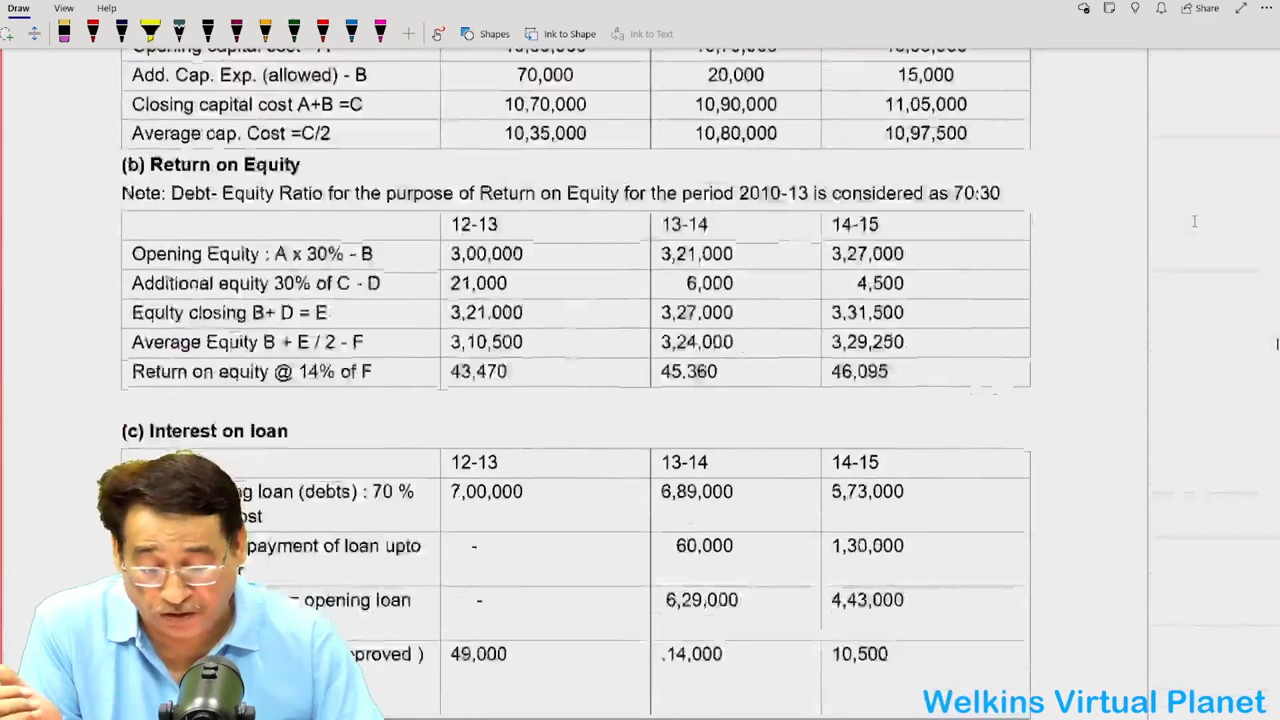 Draw View Help
Shapes Ink to Shape Ink to Text Share
Opening capital cost - A
Add. Cap. Exp. (allowed) - B 70,000 20,000 15,000
Closing capital cost A+B =C 10,70,000 10,90,000 11,05,000
Average cap. Cost =C/2 10,35,000 10,80,000 10,97,500
(b) Return on Equity
Note: Debt- Equity Ratio for the purpose of Return on Equity for the period 2010-13 is considered as 70:30
12-13 13-14 14-15
Opening Equity : A x 30% - B 3,00,000 3,21,000 3,27,000
Additional equity 30% of C - D 21,000 6,000 4,500
Equity closing B+ D = E 3,21,000 3,27,000 3,31,500
Average Equity B + E / 2 - F 3,10,500 3,24,000 3,29,250
Return on equity @ 14% of F 43,470 45.360 46,095
(c) Interest on loan
12-13 13-14 14-15
loan (debts) : 70 % 7,00,000 6,89,000 5,73,000
payment of loan upto - 60,000 1,30,000
= opening loan - 6,29,000 4,43,000
49,000 .14,000 10,500
Welkins Virtual Planet